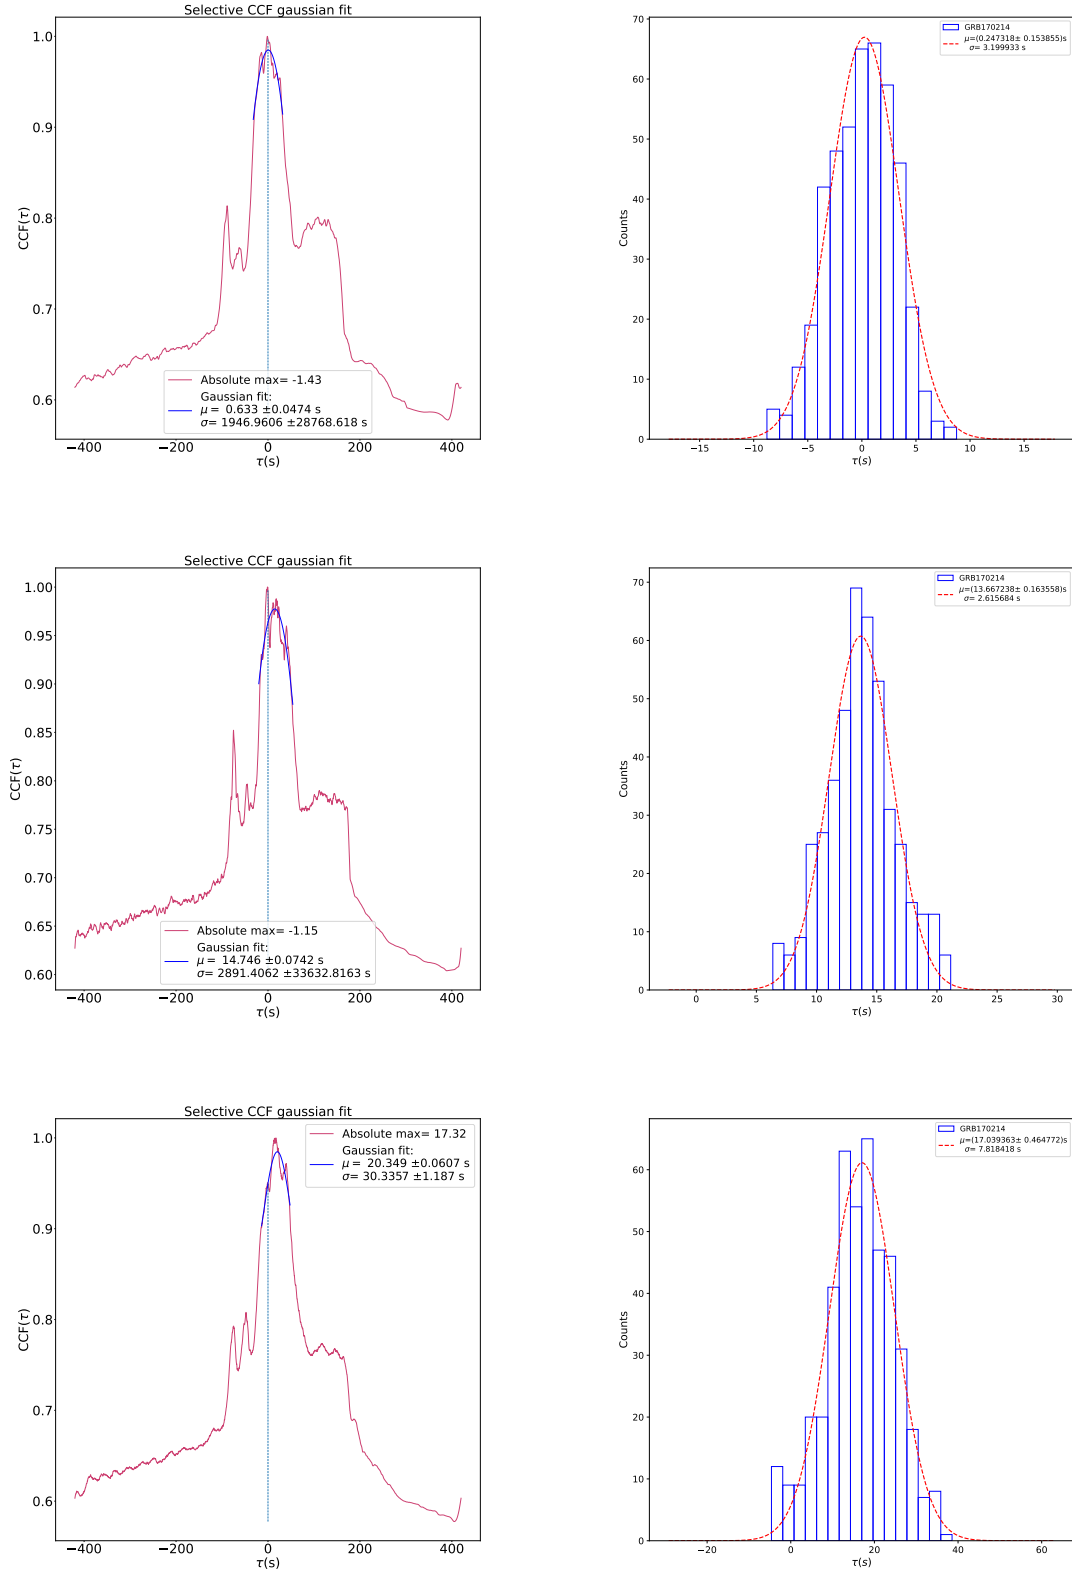 Selective CCF gaussian fit
1.0
0.9
0.8
0.7
0.6
CCF(τ)
Absolute max= -1.43
Gaussian fit:
μ = 0.633 ±0.0474 s
σ= 1946.9606 ±28768.618 s
−400 −200 0 200 400
τ(s)
70
60
50
40
30
20
10
0
Counts
GRB170214
μ=(0.247318± 0.153855)s
σ= 3.199933 s
−15 −10 −5 0 5 10 15
τ(s)
Selective CCF gaussian fit
1.00
0.95
0.90
0.85
0.80
0.75
0.70
0.65
0.60
CCF(τ)
Absolute max= -1.15
Gaussian fit:
μ = 14.746 ±0.0742 s
σ= 2891.4062 ±33632.8163 s
−400 −200 0 200 400
τ(s)
70
60
50
40
30
20
10
0
Counts
GRB170214
μ=(13.667238± 0.163558)s
σ= 2.615684 s
0 5 10 15 20 25 30
τ(s)
Selective CCF gaussian fit
1.0
0.9
0.8
0.7
0.6
CCF(τ)
Absolute max= 17.32
Gaussian fit:
μ = 20.349 ±0.0607 s
σ= 30.3357 ±1.187 s
−400 −200 0 200 400
τ(s)
60
50
40
30
20
10
0
Counts
GRB170214
μ=(17.039363± 0.464772)s
σ= 7.818418 s
−20 0 20 40 60
τ(s)